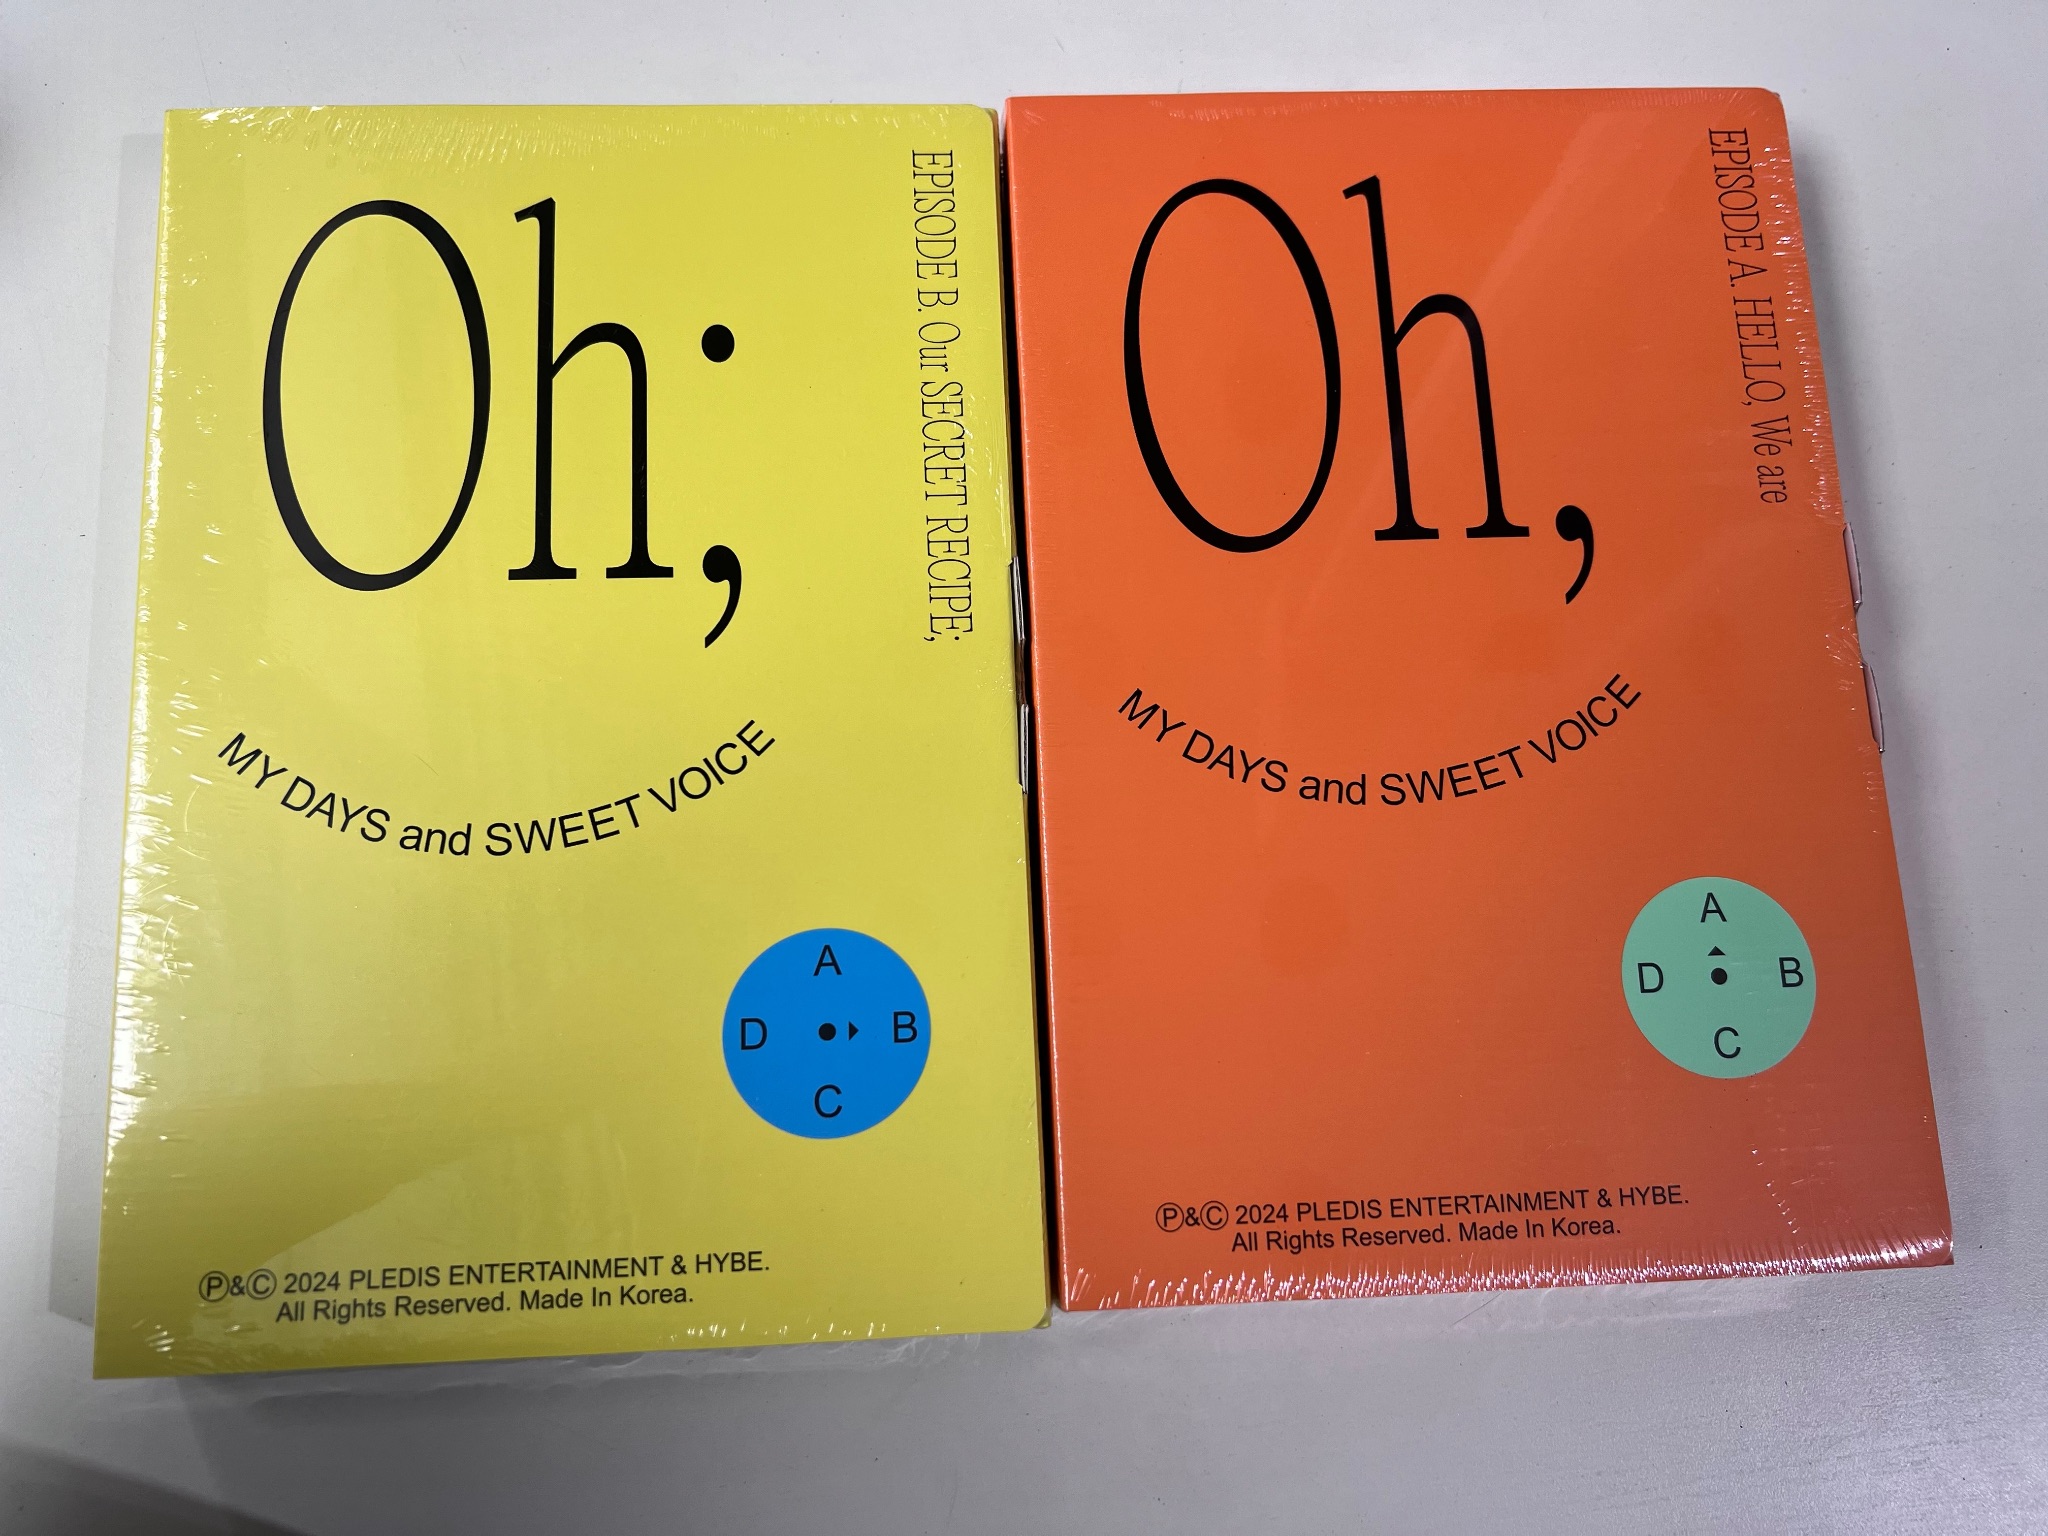 Oh;
EPISODE B. Our SECRET RECIPE;
MY DAYS and SWEET VOICE
A
D B
C
Ⓟ&Ⓒ 2024 PLEDIS ENTERTAINMENT & HYBE.
All Rights Reserved. Made In Korea.
Oh,
EPISODE A. HELLO, We are
MY DAYS and SWEET VOICE
A
D B
C
Ⓟ&Ⓒ 2024 PLEDIS ENTERTAINMENT & HYBE.
All Rights Reserved. Made In Korea.